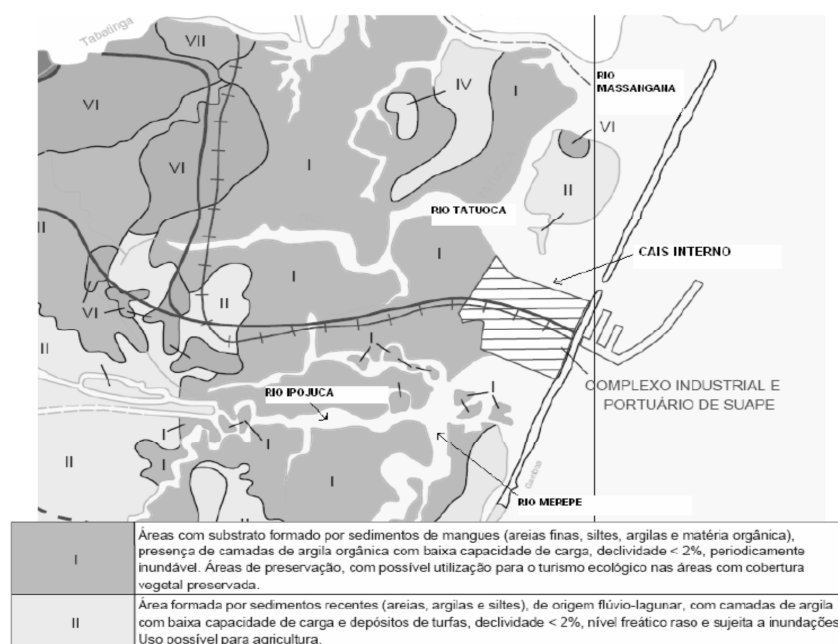 Tabatinga
VII
RIO
MASSANGANA
IV
I
VI
VI
VI
I
II
RIO TATUOCA
II
I
I
CAIS INTERNO
II
VI
I
II
COMPLEXO INDUSTRIAL E
PORTUÁRIO DE SUAPE
RIO IPOJUCA
I
I
I
I
II
I
I
RIO MEREPE
II
I
Áreas com substrato formado por sedimentos de mangues (areias finas, siltes, argilas e matéria orgânica),
presença de camadas de argila orgânica com baixa capacidade de carga, declividade < 2%, periodicamente
inundável. Áreas de preservação, com possível utilização para o turismo ecológico nas áreas com cobertura
vegetal preservada.
II
Área formada por sedimentos recentes (areias, argilas e siltes), de origem flúvio-lagunar, com camadas de argila
com baixa capacidade de carga e depósitos de turfas, declividade < 2%, nível freático raso e sujeita a inundações
Uso possível para agricultura.